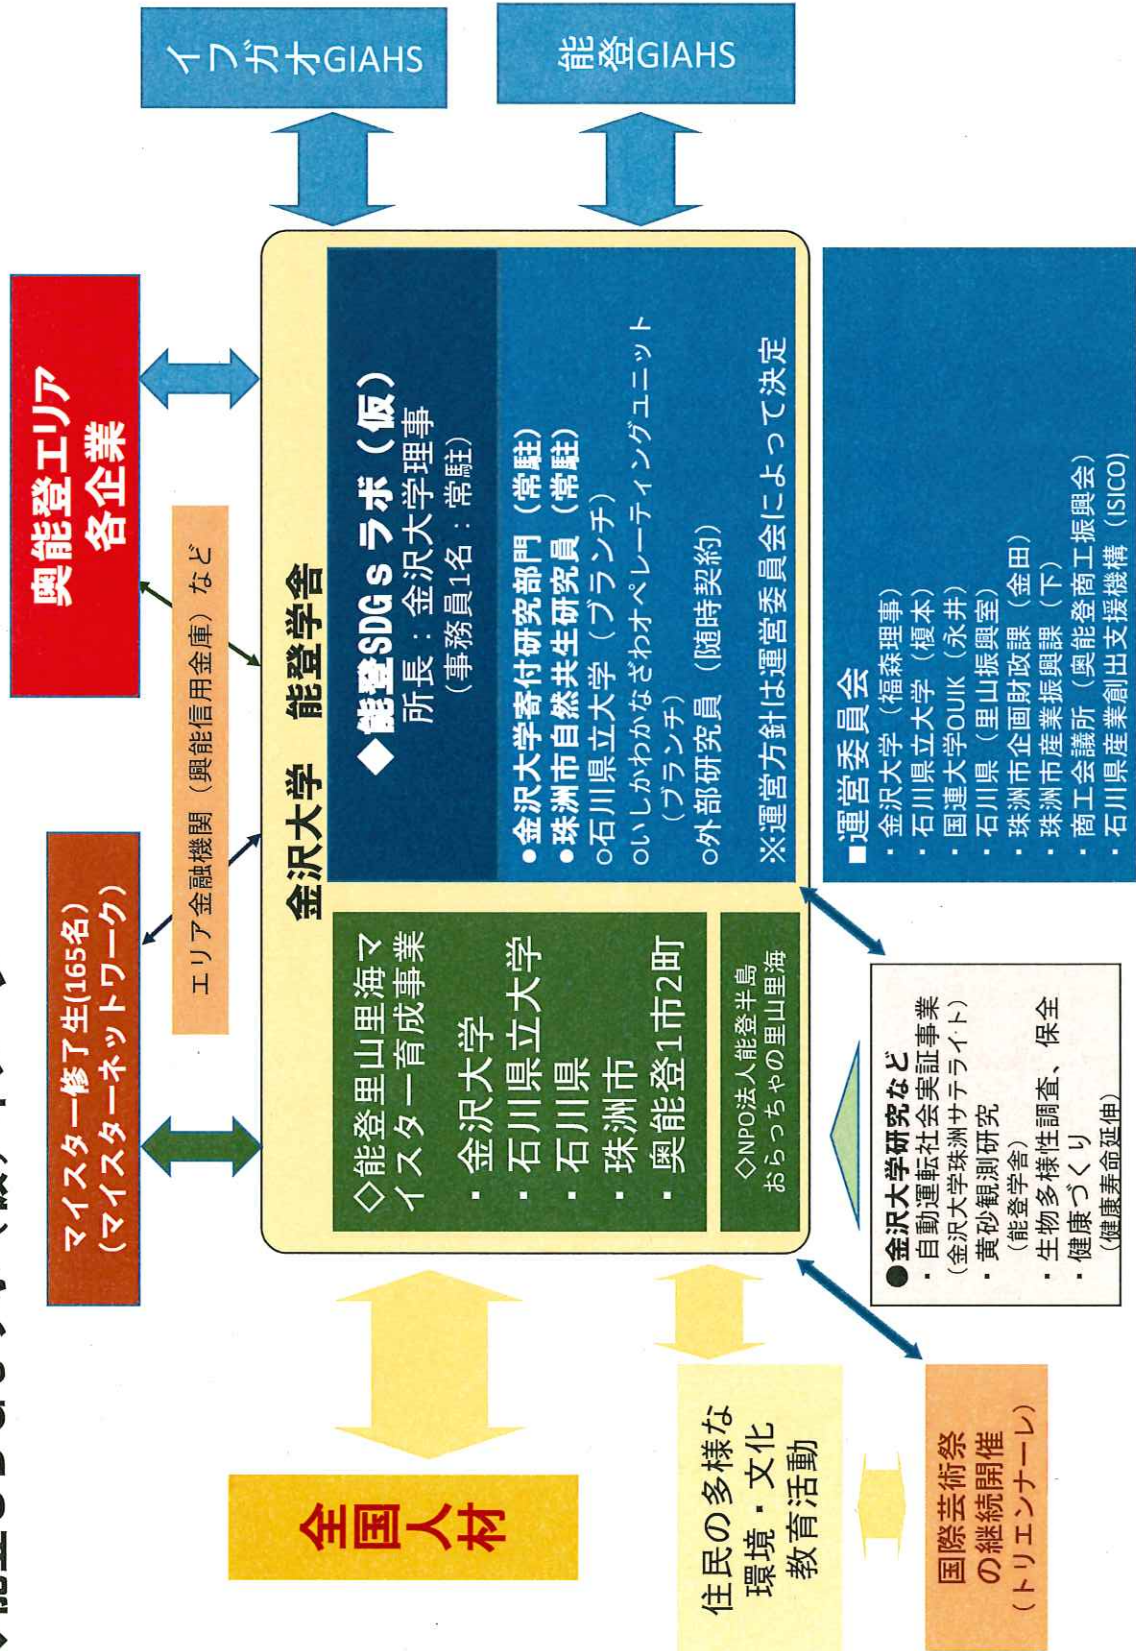 マイスター修了生(165名)
(マイスターネットワーク)
奥能登エリア
各企業
エリア金融機関（興能信用金庫）など
全国人材
金沢大学　能登学舎
◇能登里山里海マ
イスター育成事業
・金沢大学
・石川県立大学
・石川県
・珠洲市
・奥能登1市2町
◇NPO法人能登半島
おらっちゃの里山里海
◆能登SDGｓラボ（仮）
所長：金沢大学理事
（事務員1名：常駐）
●金沢大学寄付研究部門（常駐）
●珠洲市自然共生研究員（常駐）
○石川県立大学（ブランチ）
○いしかわかなざわオペレーティングユニット
（ブランチ）
○外部研究員（随時契約）
※運営方針は運営委員会によって決定
イフガオGIAHS
能登GIAHS
住民の多様な
環境・文化
教育活動
国際芸術祭
の継続開催
(トリエンナーレ)
●金沢大学研究など
・自動運転社会実証事業
(金沢大学珠洲サテライト)
・黄砂観測研究
(能登学舎)
・生物多様性調査、保全
・健康づくり
(健康寿命延伸)
■運営委員会
・金沢大学（福森理事）
・石川県立大学（榎本）
・国連大学OUIK（永井）
・石川県（里山振興室）
・珠洲市企画財政課（金田）
・珠洲市産業振興課（下）
・商工会議所（奥能登商工振興会）
・石川県産業創出支援機構（ISICO)